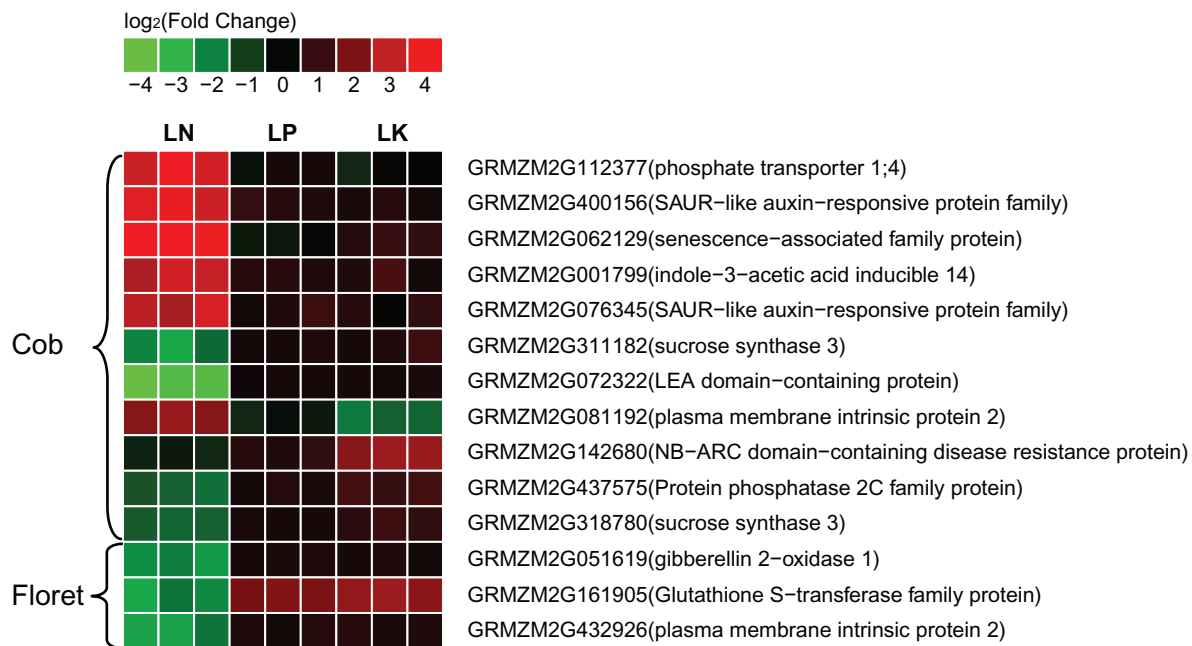 log₂(Fold Change)
−4 −3 −2 −1 0 1 2 3 4
LN LP LK
GRMZM2G112377(phosphate transporter 1;4)
GRMZM2G400156(SAUR−like auxin−responsive protein family)
GRMZM2G062129(senescence−associated family protein)
GRMZM2G001799(indole−3−acetic acid inducible 14)
GRMZM2G076345(SAUR−like auxin−responsive protein family)
Cob
GRMZM2G311182(sucrose synthase 3)
GRMZM2G072322(LEA domain−containing protein)
GRMZM2G081192(plasma membrane intrinsic protein 2)
GRMZM2G142680(NB−ARC domain−containing disease resistance protein)
GRMZM2G437575(Protein phosphatase 2C family protein)
GRMZM2G318780(sucrose synthase 3)
GRMZM2G051619(gibberellin 2−oxidase 1)
Floret
GRMZM2G161905(Glutathione S−transferase family protein)
GRMZM2G432926(plasma membrane intrinsic protein 2)